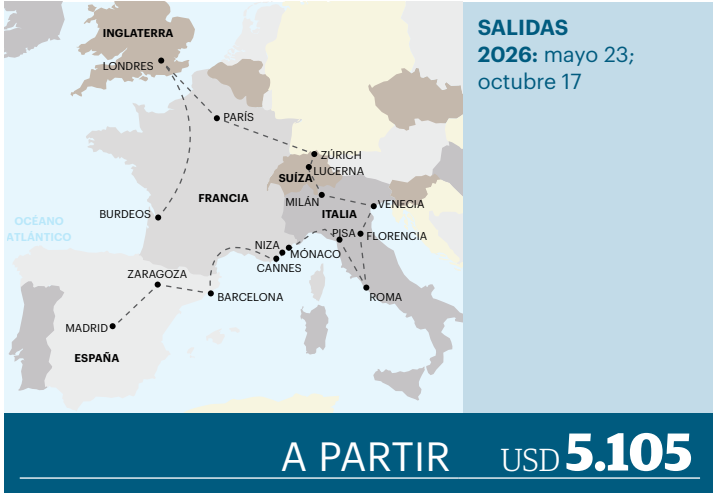 INGLATERRA
LONDRES
PARÍS
ZÚRICH
LUCERNA
SUÍZA
FRANCIA
MILÁN
VENECIA
ITALIA
BURDEOS
OCÉANO
ATLÁNTICO
PISA
FLORENCIA
NIZA
MÓNACO
CANNES
ZARAGOZA
BARCELONA
ROMA
MADRID
ESPAÑA
SALIDAS
2026: mayo 23;
octubre 17
A PARTIR USD 5.105